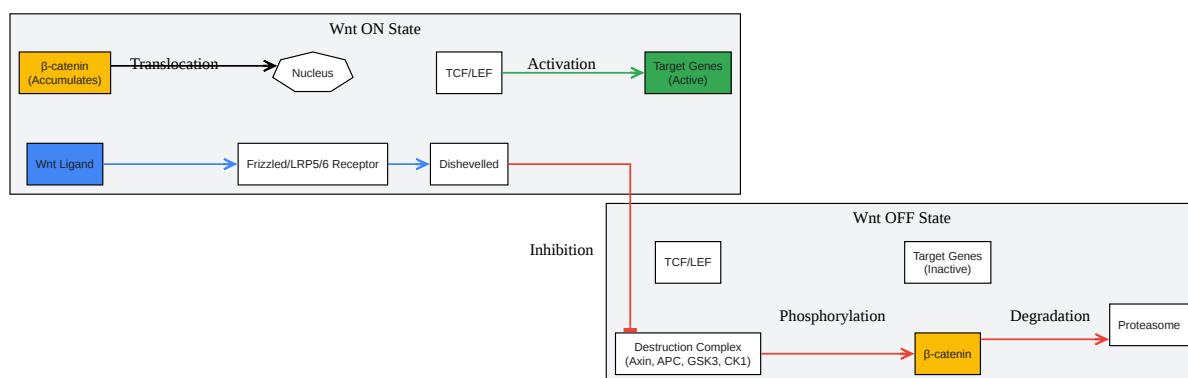 Wnt ON State
β-catenin
(Accumulates)
Translocation
Nucleus
TCF/LEF
Activation
Target Genes
(Active)
Wnt Ligand
Frizzled/LRP5/6 Receptor
Dishevelled
Wnt OFF State
Inhibition
TCF/LEF
Target Genes
(Inactive)
Destruction Complex
(Axin, APC, GSK3, CK1)
Phosphorylation
β-catenin
Degradation
Proteasome